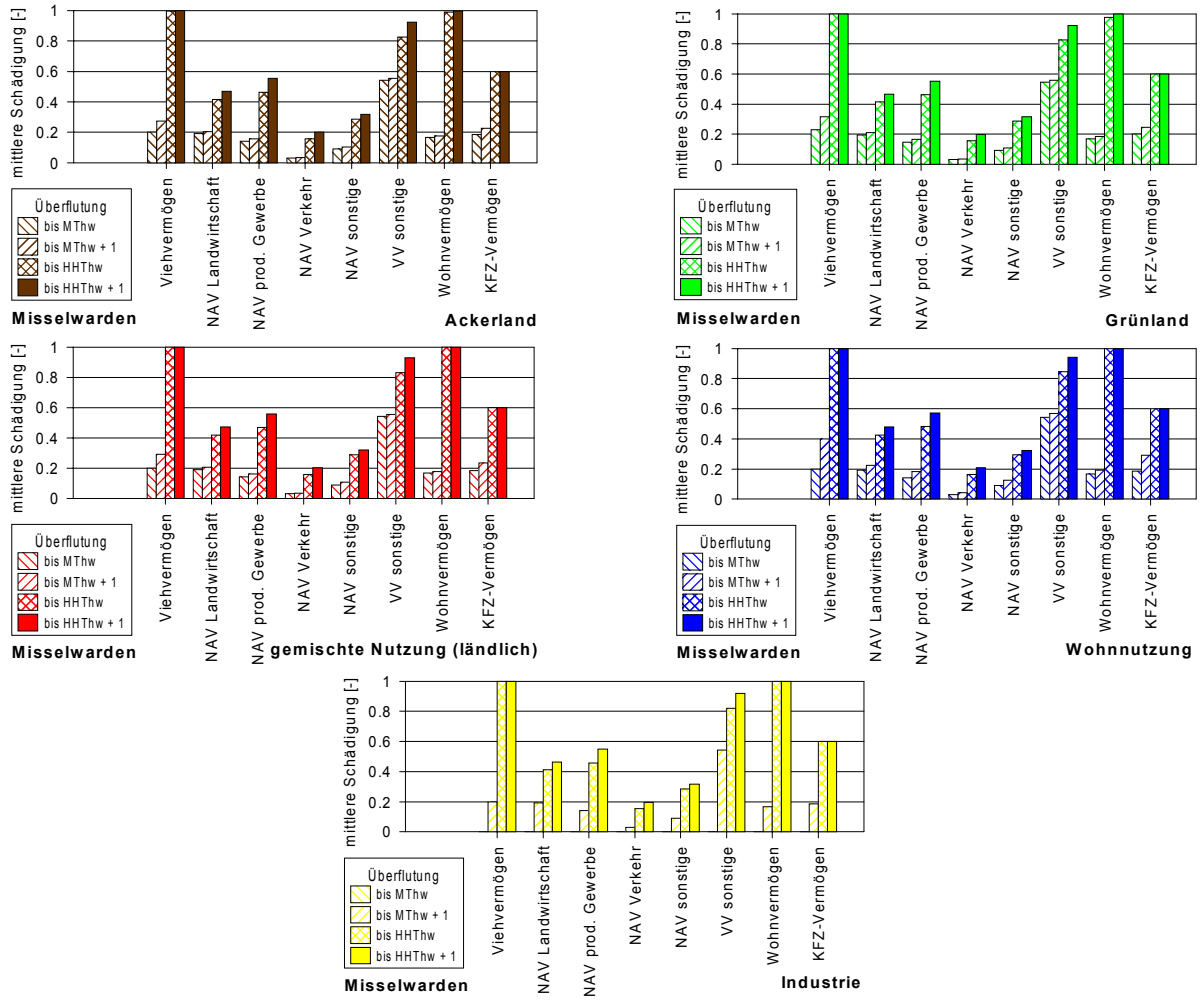 mittlere Schädigung [-]
1
0.8
0.6
0.4
0.2
0
Viehvermögen
NAV Landwirtschaft
NAV prod. Gewerbe
NAV Verkehr
NAV sonstige
VV sonstige
Wohnvermögen
KFZ-Vermögen
Überflutung
bis MThw
bis MThw + 1
bis HHThw
bis HHThw + 1
Misselwarden
Ackerland
mittlere Schädigung [-]
1
0.8
0.6
0.4
0.2
0
Viehvermögen
NAV Landwirtschaft
NAV prod. Gewerbe
NAV Verkehr
NAV sonstige
VV sonstige
Wohnvermögen
KFZ-Vermögen
Überflutung
bis MThw
bis MThw + 1
bis HHThw
bis HHThw + 1
Misselwarden
Grünland
mittlere Schädigung [-]
1
0.8
0.6
0.4
0.2
0
Viehvermögen
NAV Landwirtschaft
NAV prod. Gewerbe
NAV Verkehr
NAV sonstige
VV sonstige
Wohnvermögen
KFZ-Vermögen
Überflutung
bis MThw
bis MThw + 1
bis HHThw
bis HHThw + 1
Misselwarden
gemischte Nutzung (ländlich)
mittlere Schädigung [-]
1
0.8
0.6
0.4
0.2
0
Viehvermögen
NAV Landwirtschaft
NAV prod. Gewerbe
NAV Verkehr
NAV sonstige
VV sonstige
Wohnvermögen
KFZ-Vermögen
Überflutung
bis MThw
bis MThw + 1
bis HHThw
bis HHThw + 1
Misselwarden
Wohnnutzung
mittlere Schädigung [-]
1
0.8
0.6
0.4
0.2
0
Viehvermögen
NAV Landwirtschaft
NAV prod. Gewerbe
NAV Verkehr
NAV sonstige
VV sonstige
Wohnvermögen
KFZ-Vermögen
Überflutung
bis MThw
bis MThw + 1
bis HHThw
bis HHThw + 1
Misselwarden
Industrie